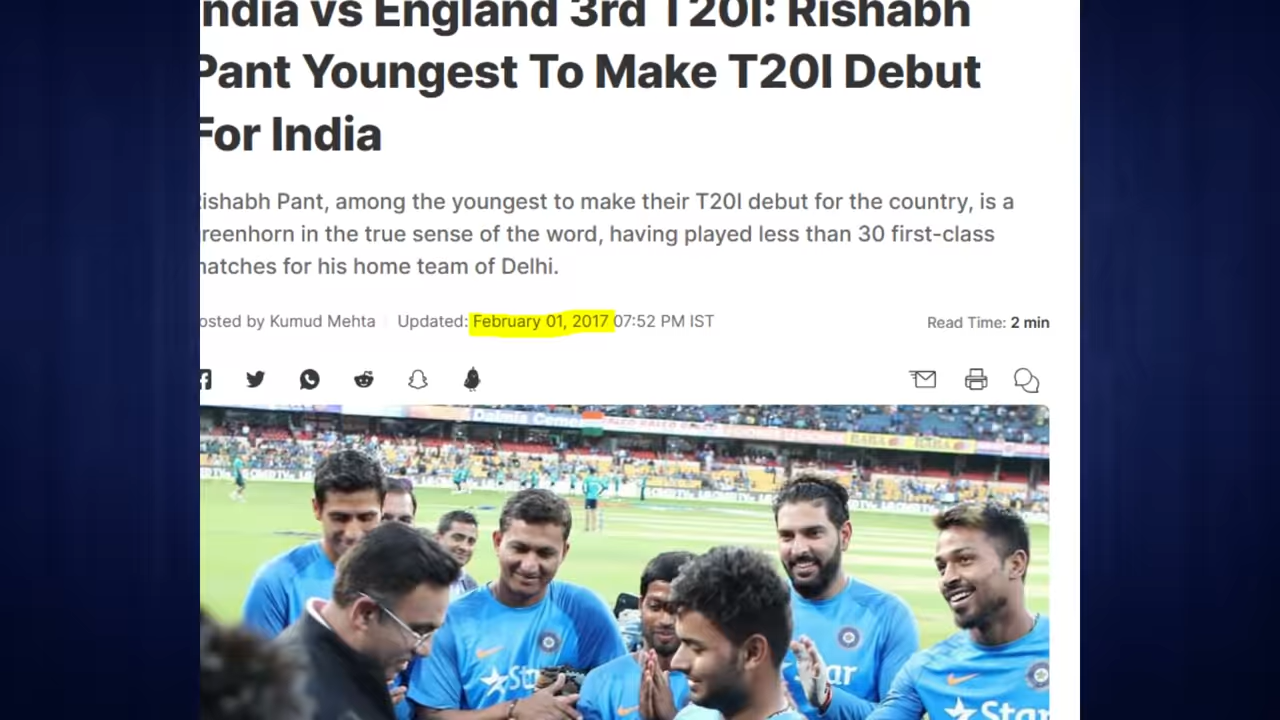 ndia vs England 3rd T20I: Rishabh
Pant Youngest To Make T20I Debut
For India
ishabh Pant, among the youngest to make their T20I debut for the country, is a
reenhorn in the true sense of the word, having played less than 30 first-class
natches for his home team of Delhi.
osted by Kumud Mehta Updated: February 01, 2017 07:52 PM IST Read Time: 2 min
Star
Star